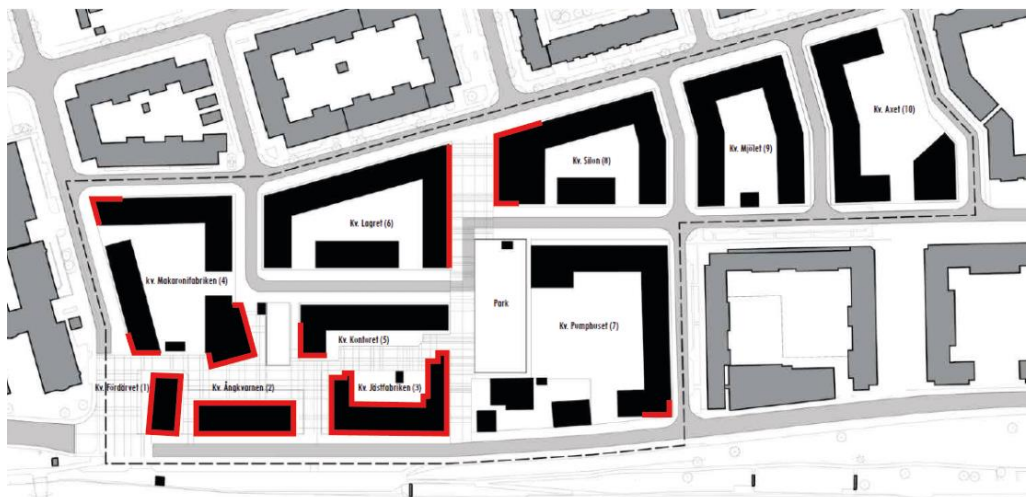 Kv. Axet (10)
Kv. Mjölet (9)
Kv. Silon (8)
Kv. Lagret (6)
kv. Makaronifabriken (4)
Park
Kv. Pumphuset (7)
Kv. Kontoret (5)
Kv. Fördärvet (1)
Kv. Ångkvarnen (2)
Kv. Jästfabriken (3)